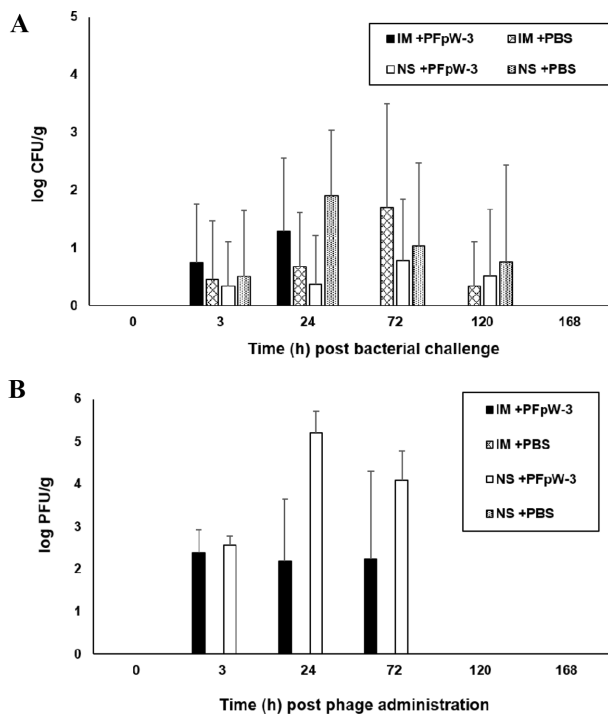 A
5
4
3
2
1
0
log CFU/g
IM +PFpW-3 IM +PBS
NS +PFpW-3 NS +PBS
0 3 24 72 120 168
Time (h) post bacterial challenge
B
6
5
4
3
2
1
0
log PFU/g
IM +PFpW-3
IM +PBS
NS +PFpW-3
NS +PBS
0 3 24 72 120 168
Time (h) post phage administration